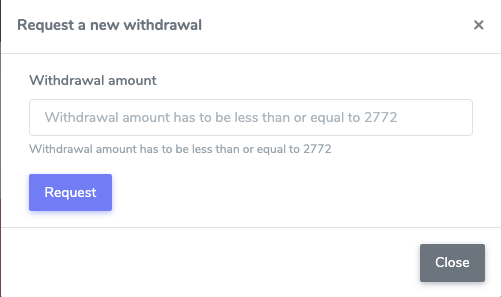 Request a new withdrawal ×
Withdrawal amount
Withdrawal amount has to be less than or equal to 2772
Withdrawal amount has to be less than or equal to 2772
Request
Close